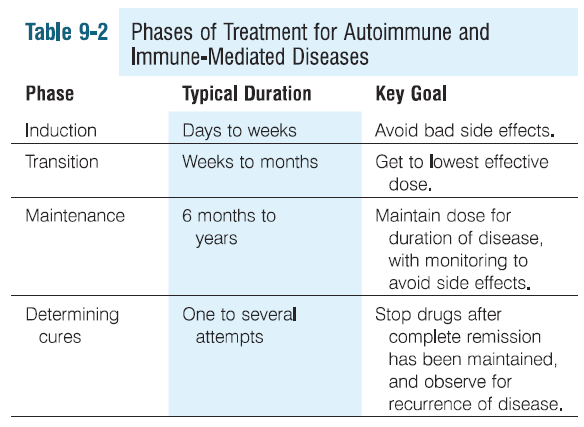 Table 9-2 Phases of Treatment for Autoimmune and
Immune-Mediated Diseases
Phase Typical Duration Key Goal
Induction Days to weeks Avoid bad side effects.
Transition Weeks to months Get to lowest effective
dose.
Maintenance 6 months to Maintain dose for
years duration of disease,
with monitoring to
avoid side effects.
Determining One to several Stop drugs after
cures attempts complete remission
has been maintained,
and observe for
recurrence of disease.